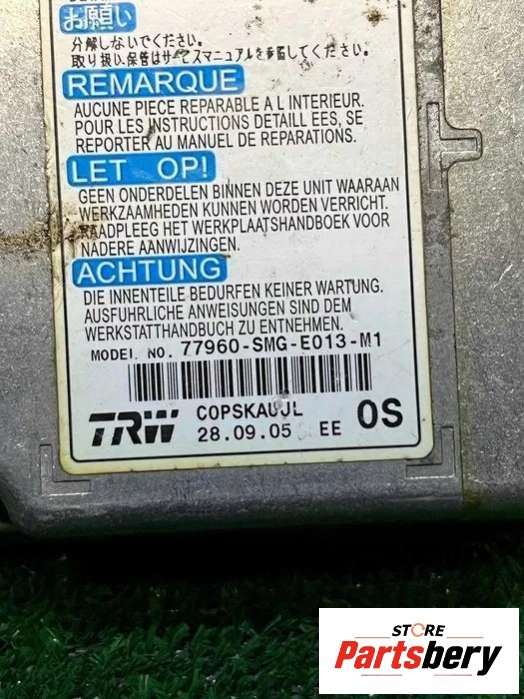 お願い
分解しないでください。
取り扱い、保管はサービスマニュアルを参監してください。
REMARQUE
AUCUNE PIECE REPARABLE A L INTERIEUR.
POUR LES INSTRUCTIONS DETAILL EES, SE
REPORTER AU MANUEL DE REPARATIONS.
LET OP!
GEEN ONDERDELEN BINNEN DEZE UNIT WAARAAN
WERKZAAMHEDEN KUNNEN WORDEN VERRICHT.
RAADPLEEG HET WERKPLAATSHANDBOEK VOOR
NADERE AANWIJZINGEN.
ACHTUNG
DIE INNENTEILE BEDURFEN KEINER WARTUNG.
AUSFUHRLICHE ANWEISUNGEN SIND DEM
WERKSTATTHANDBUCH ZU ENTNEHMEN.
MODEL NO. 77960-SMG-E013-M1
TRW COPSKAUJL
28.09.05 EE OS
STORE
Partsbery